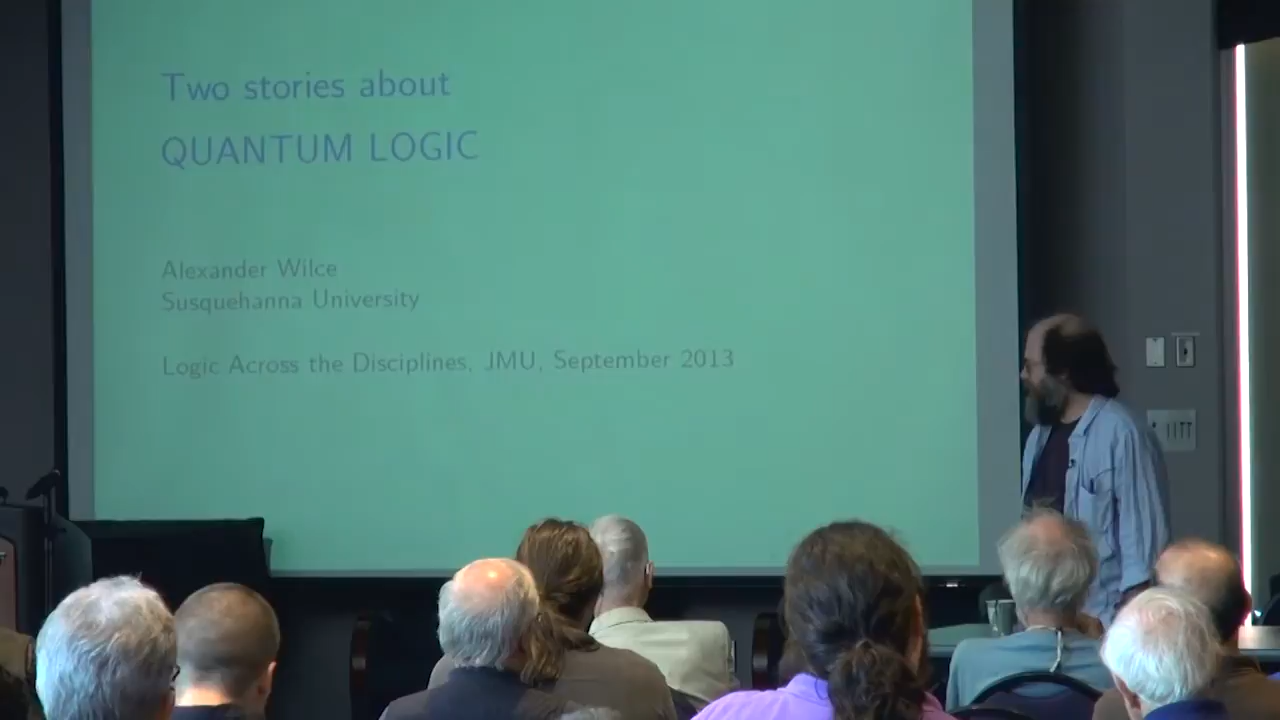 Two stories about
QUANTUM LOGIC
Alexander Wilce
Susquehanna University
Logic Across the Disciplines, JMU, September 2013